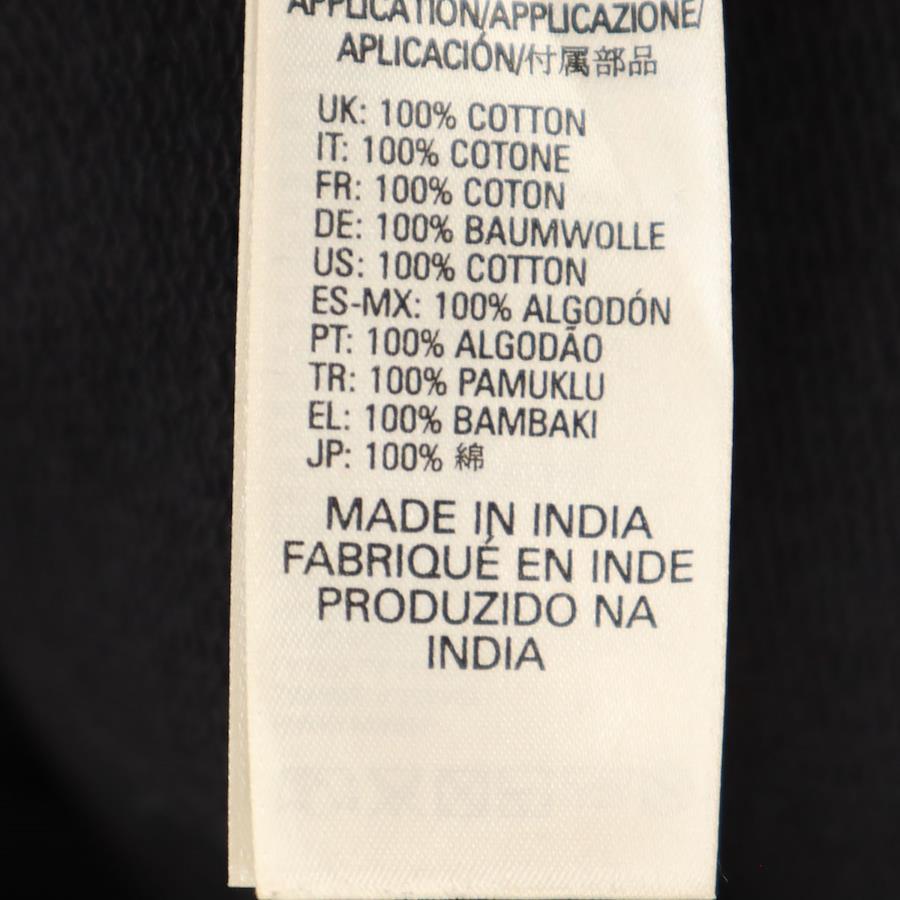 APPLICATION/APPLICAZIONE/
APLICACIÓN/付属部品
UK: 100% COTTON
IT: 100% COTONE
FR: 100% COTON
DE: 100% BAUMWOLLE
US: 100% COTTON
ES-MX: 100% ALGODÓN
PT: 100% ALGODÃO
TR: 100% PAMUKLU
EL: 100% BAMBAKI
JP: 100% 綿
MADE IN INDIA
FABRIQUÉ EN INDE
PRODUZIDO NA
INDIA